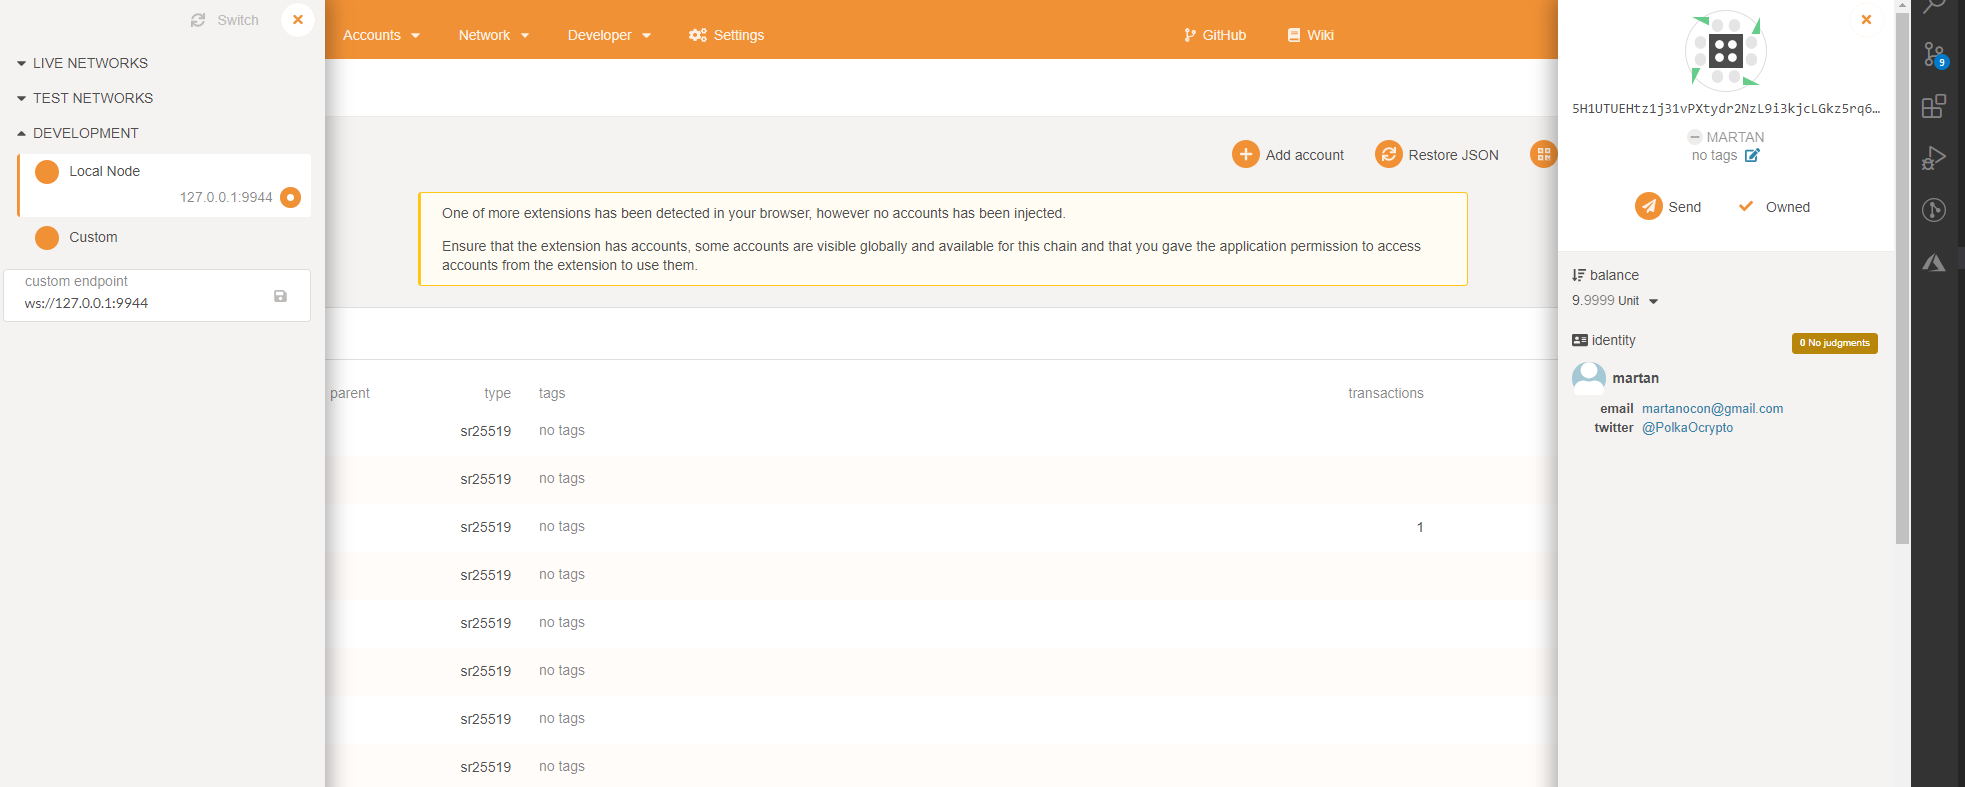 Switch
LIVE NETWORKS
TEST NETWORKS
DEVELOPMENT
Local Node
127.0.0.1:9944
Custom
custom endpoint
ws://127.0.0.1:9944
Accounts
Network
Developer
Settings
GitHub
Wiki
Add account
Restore JSON
One of more extensions has been detected in your browser, however no accounts has been injected.
Ensure that the extension has accounts, some accounts are visible globally and available for this chain and that you gave the application permission to access
accounts from the extension to use them.
parent type tags transactions
sr25519 no tags
sr25519 no tags
sr25519 no tags 1
sr25519 no tags
sr25519 no tags
sr25519 no tags
sr25519 no tags
sr25519 no tags
5H1UTUEHtz1j31vPXtydr2NzL9i3kjcLGkz5rq6…
MARTAN
no tags
Send
Owned
balance
9.9999 Unit
identity
0 No judgments
martan
email martanocon@gmail.com
twitter @PolkaOcrypto
9